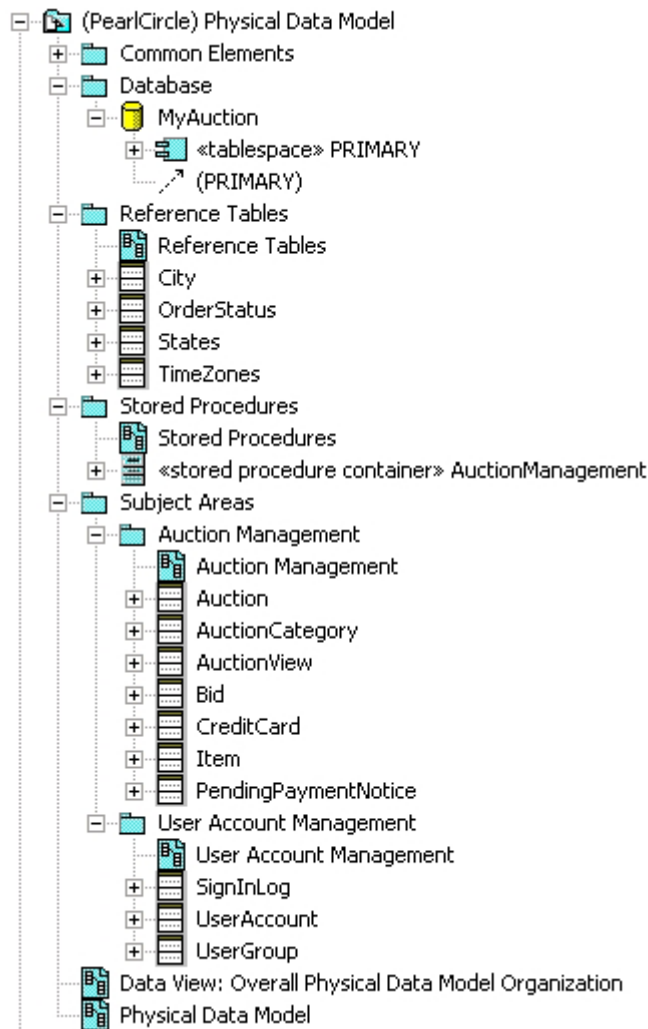 (PearlCircle) Physical Data Model
Common Elements
Database
MyAuction
«tablespace» PRIMARY
(PRIMARY)
Reference Tables
Reference Tables
City
OrderStatus
States
TimeZones
Stored Procedures
Stored Procedures
«stored procedure container» AuctionManagement
Subject Areas
Auction Management
Auction Management
Auction
AuctionCategory
AuctionView
Bid
CreditCard
Item
PendingPaymentNotice
User Account Management
User Account Management
SignInLog
UserAccount
UserGroup
Data View: Overall Physical Data Model Organization
Physical Data Model